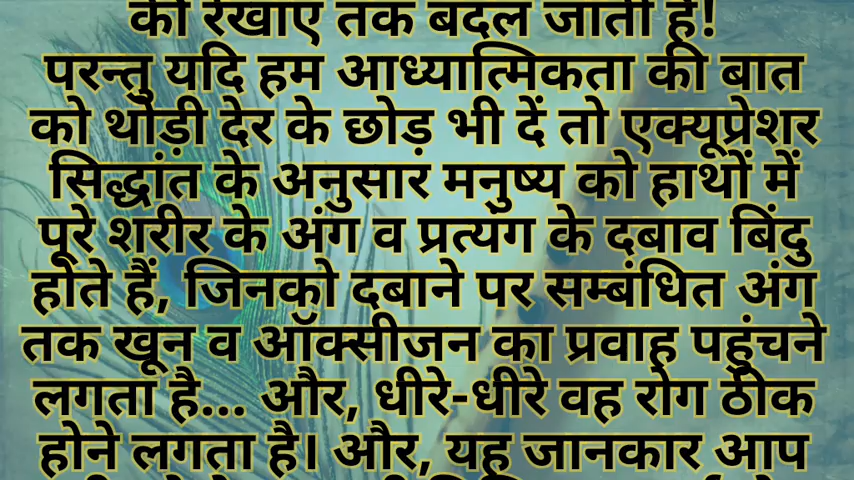 की रेखाएं तक बदल जाती हैं!
परन्तु यदि हम आध्यात्मिकता की बात
को थोड़ी देर के छोड़ भी दें तो एक्यूप्रेशर
सिद्धांत के अनुसार मनुष्य को हाथों में
पूरे शरीर के अंग व प्रत्यंग के दबाव बिंदु
होते हैं, जिनको दबाने पर सम्बंधित अंग
तक खून व ऑक्सीजन का प्रवाह पहुंचने
लगता है... और, धीरे-धीरे वह रोग ठीक
होने लगता है। और, यह जानकार आप